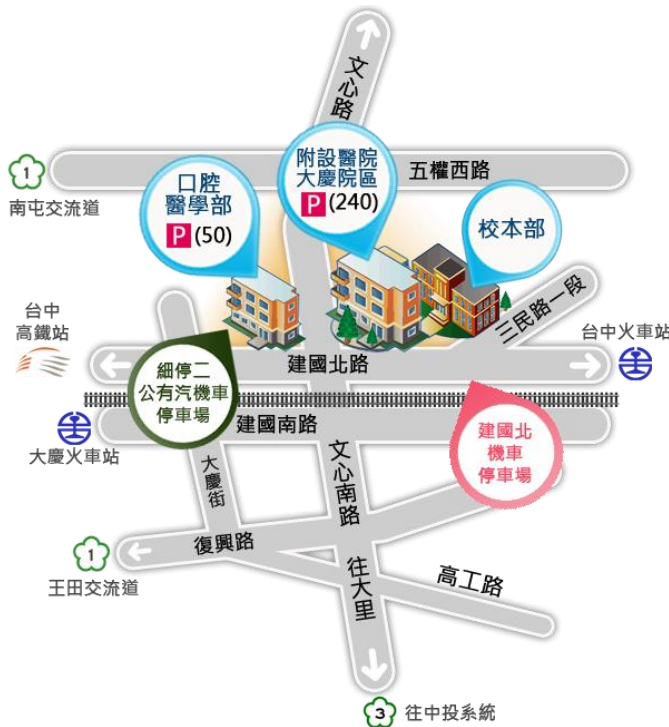 文心路
1
南屯交流道
五權西路
口腔
醫學部
P (50)
附設醫院
大慶院區
P (240)
校本部
三民路一段
台中
高鐵站
台中火車站
建國北路
細停二
公有汽機車
停車場
建國南路
建國北
機車
停車場
大慶火車站
大慶街
文心南路
復興路
1
王田交流道
往大里
高工路
3 往中投系統